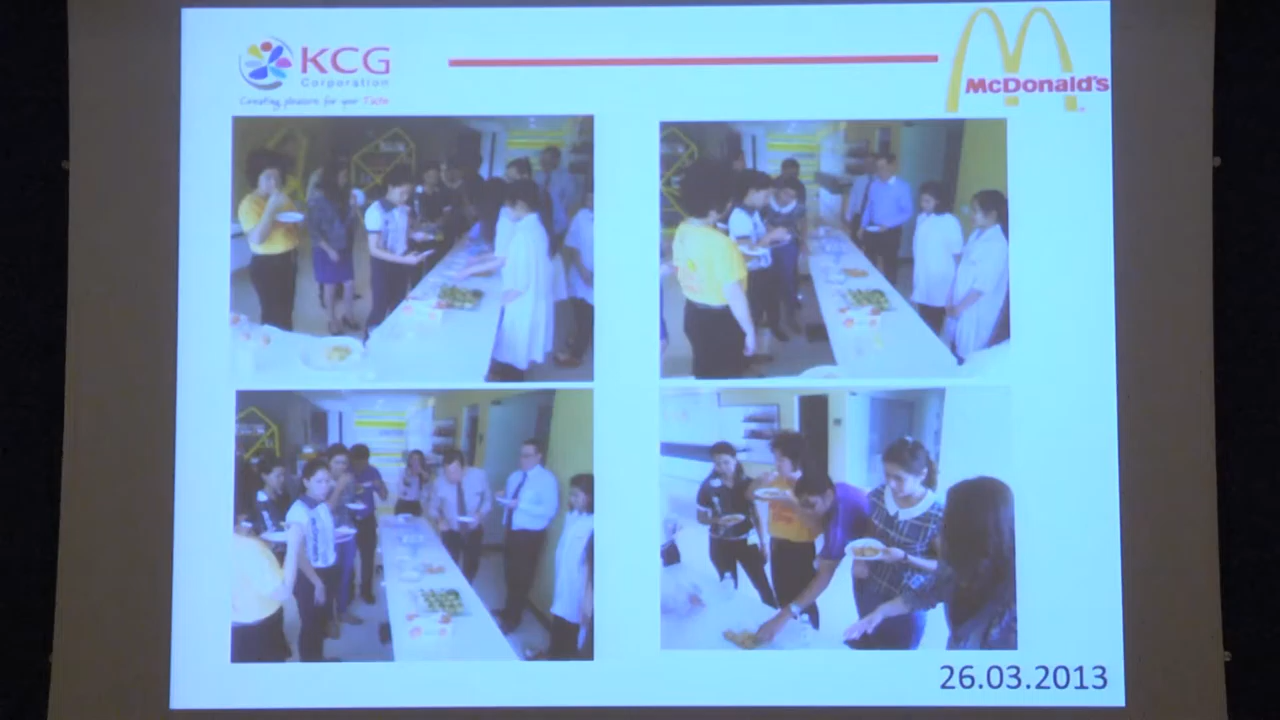 KCG
Corporation
Creating pleasure for your Taste
McDonald's
26.03.2013